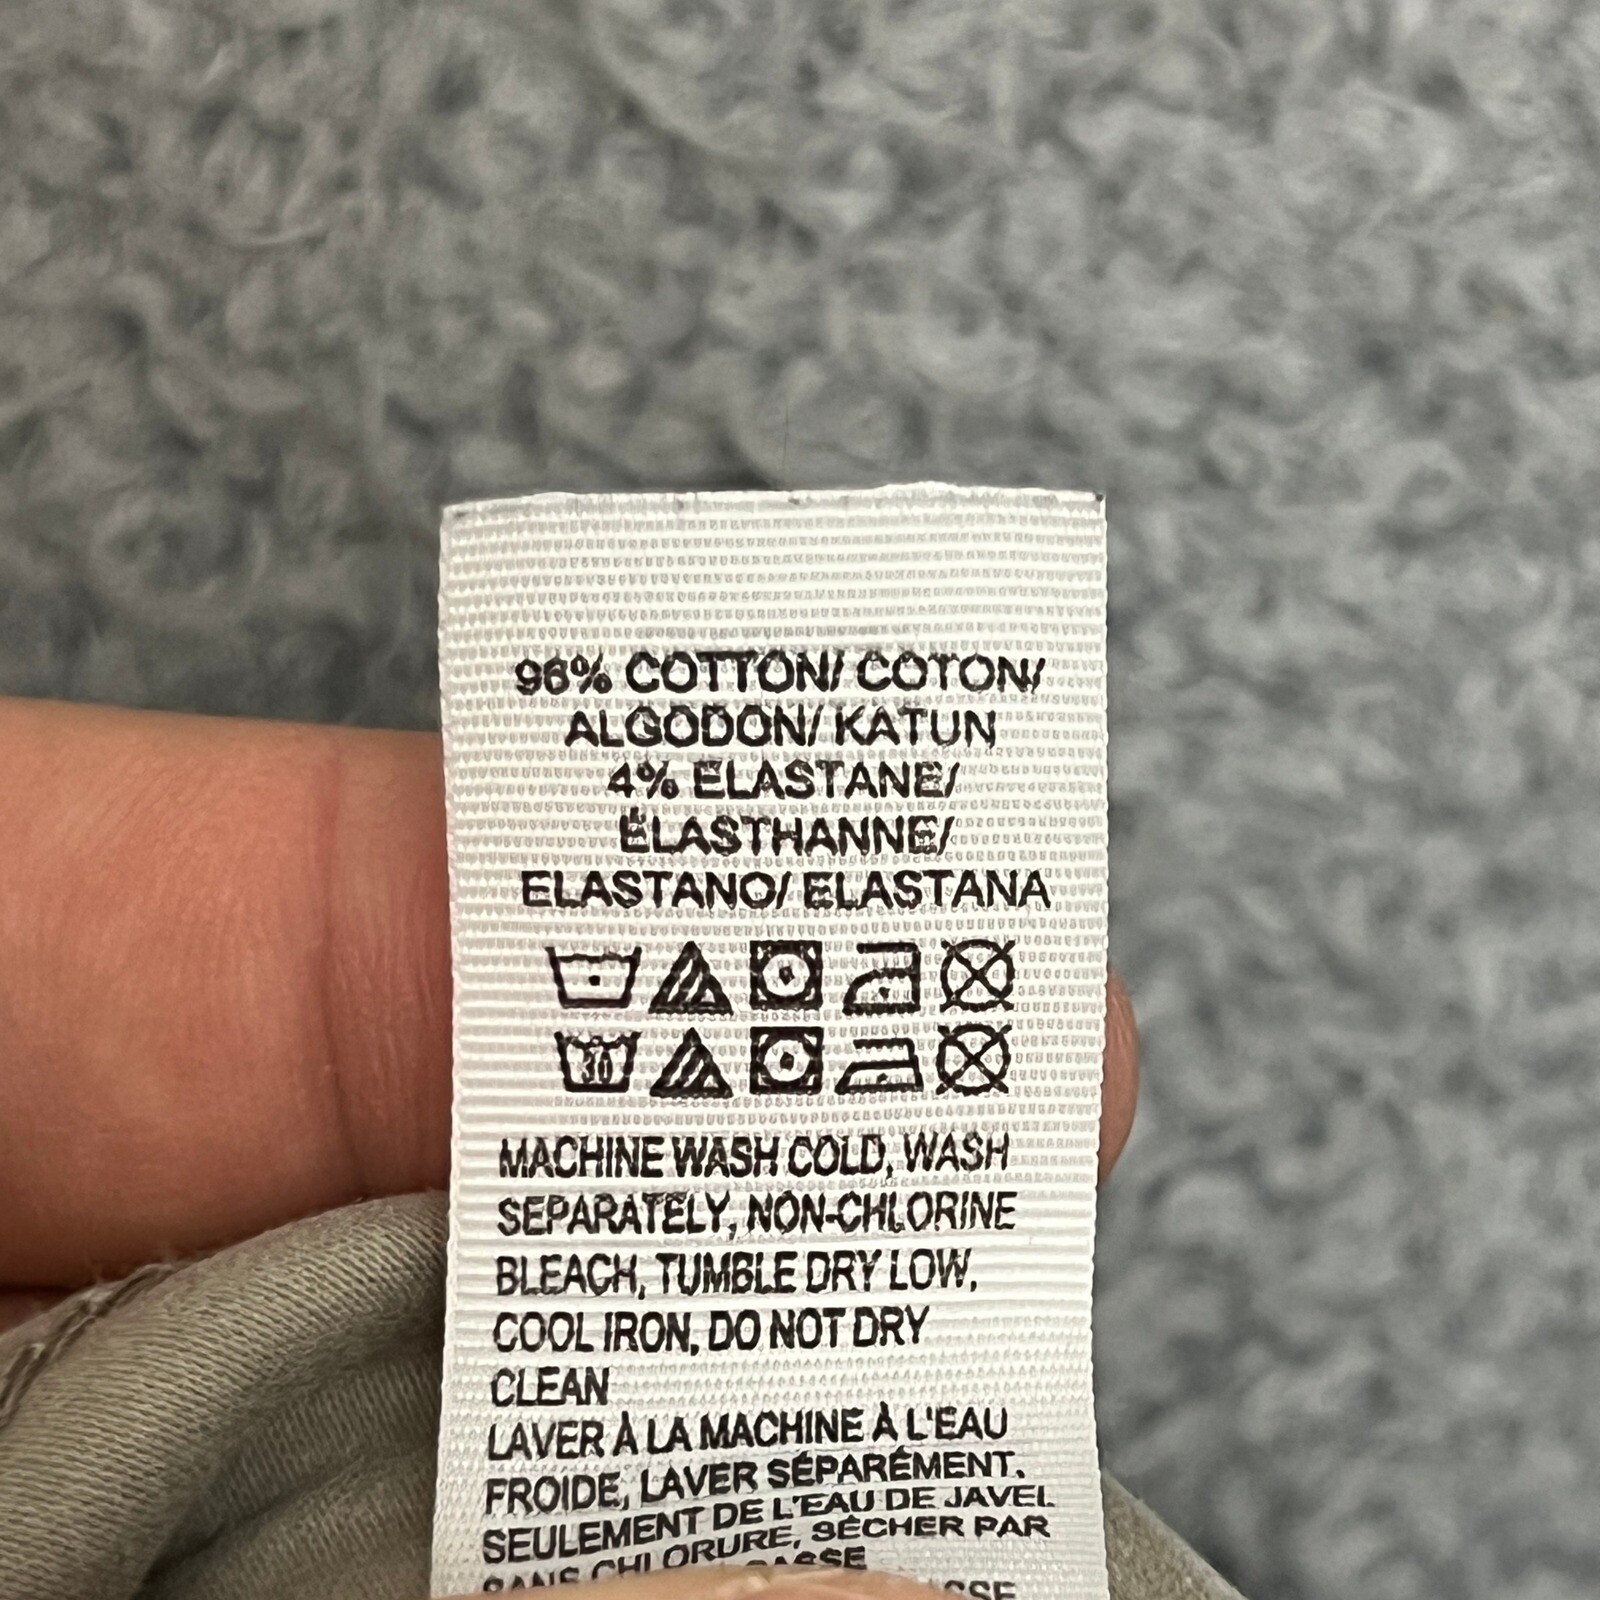 96% COTTON/ COTON/
ALGODON/ KATUN
4% ELASTANE/
ÉLASTHANNE/
ELASTANO/ ELASTANA
30
MACHINE WASH COLD, WASH
SEPARATELY, NON-CHLORINE
BLEACH, TUMBLE DRY LOW,
COOL IRON, DO NOT DRY
CLEAN
LAVER À LA MACHINE À L'EAU
FROIDE, LAVER SÉPARÉMENT,
SEULEMENT DE L'EAU DE JAVEL
SANS CHLORURE, SÉCHER PAR